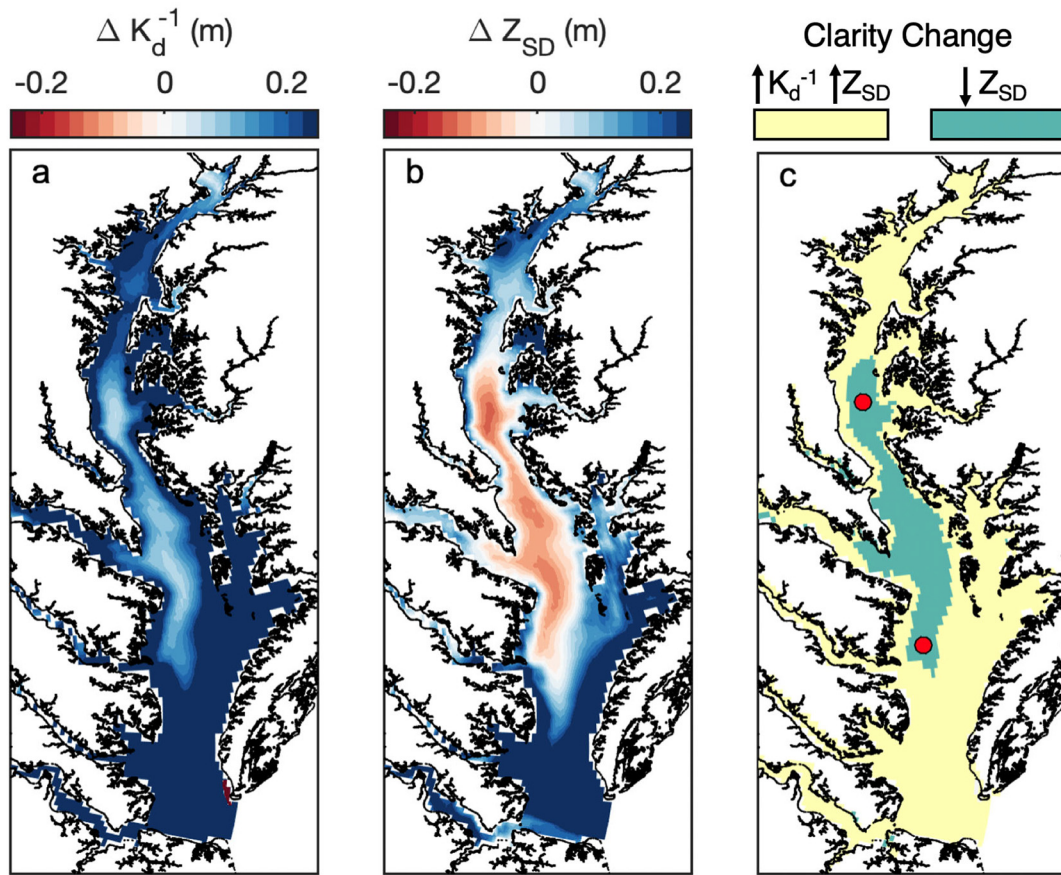 Δ K_d^-1 (m)
-0.2 0 0.2
Δ Z_SD (m)
-0.2 0 0.2
Clarity Change
↑K_d^-1 ↑Z_SD
↓Z_SD
a
b
c